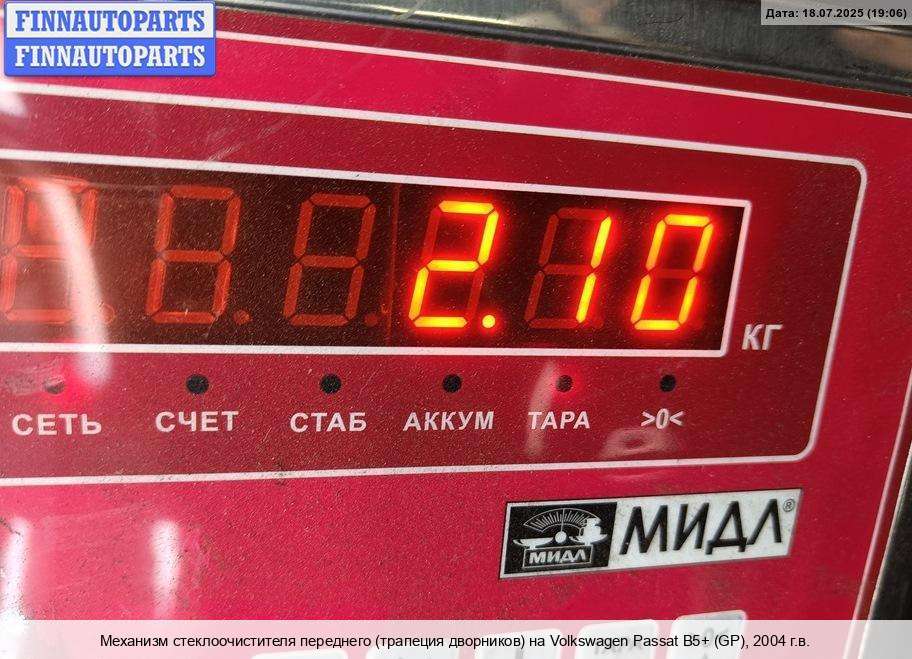 FINNAUTOPARTS
FINNAUTOPARTS
Дата: 18.07.2025 (19:06)
2.10
КГ
СЕТЬ СЧЕТ СТАБ АККУМ ТАРА >0<
МИДЛ МИДЛ®
Механизм стеклоочистителя переднего (трапеция дворников) на Volkswagen Passat B5+ (GP), 2004 г.в.